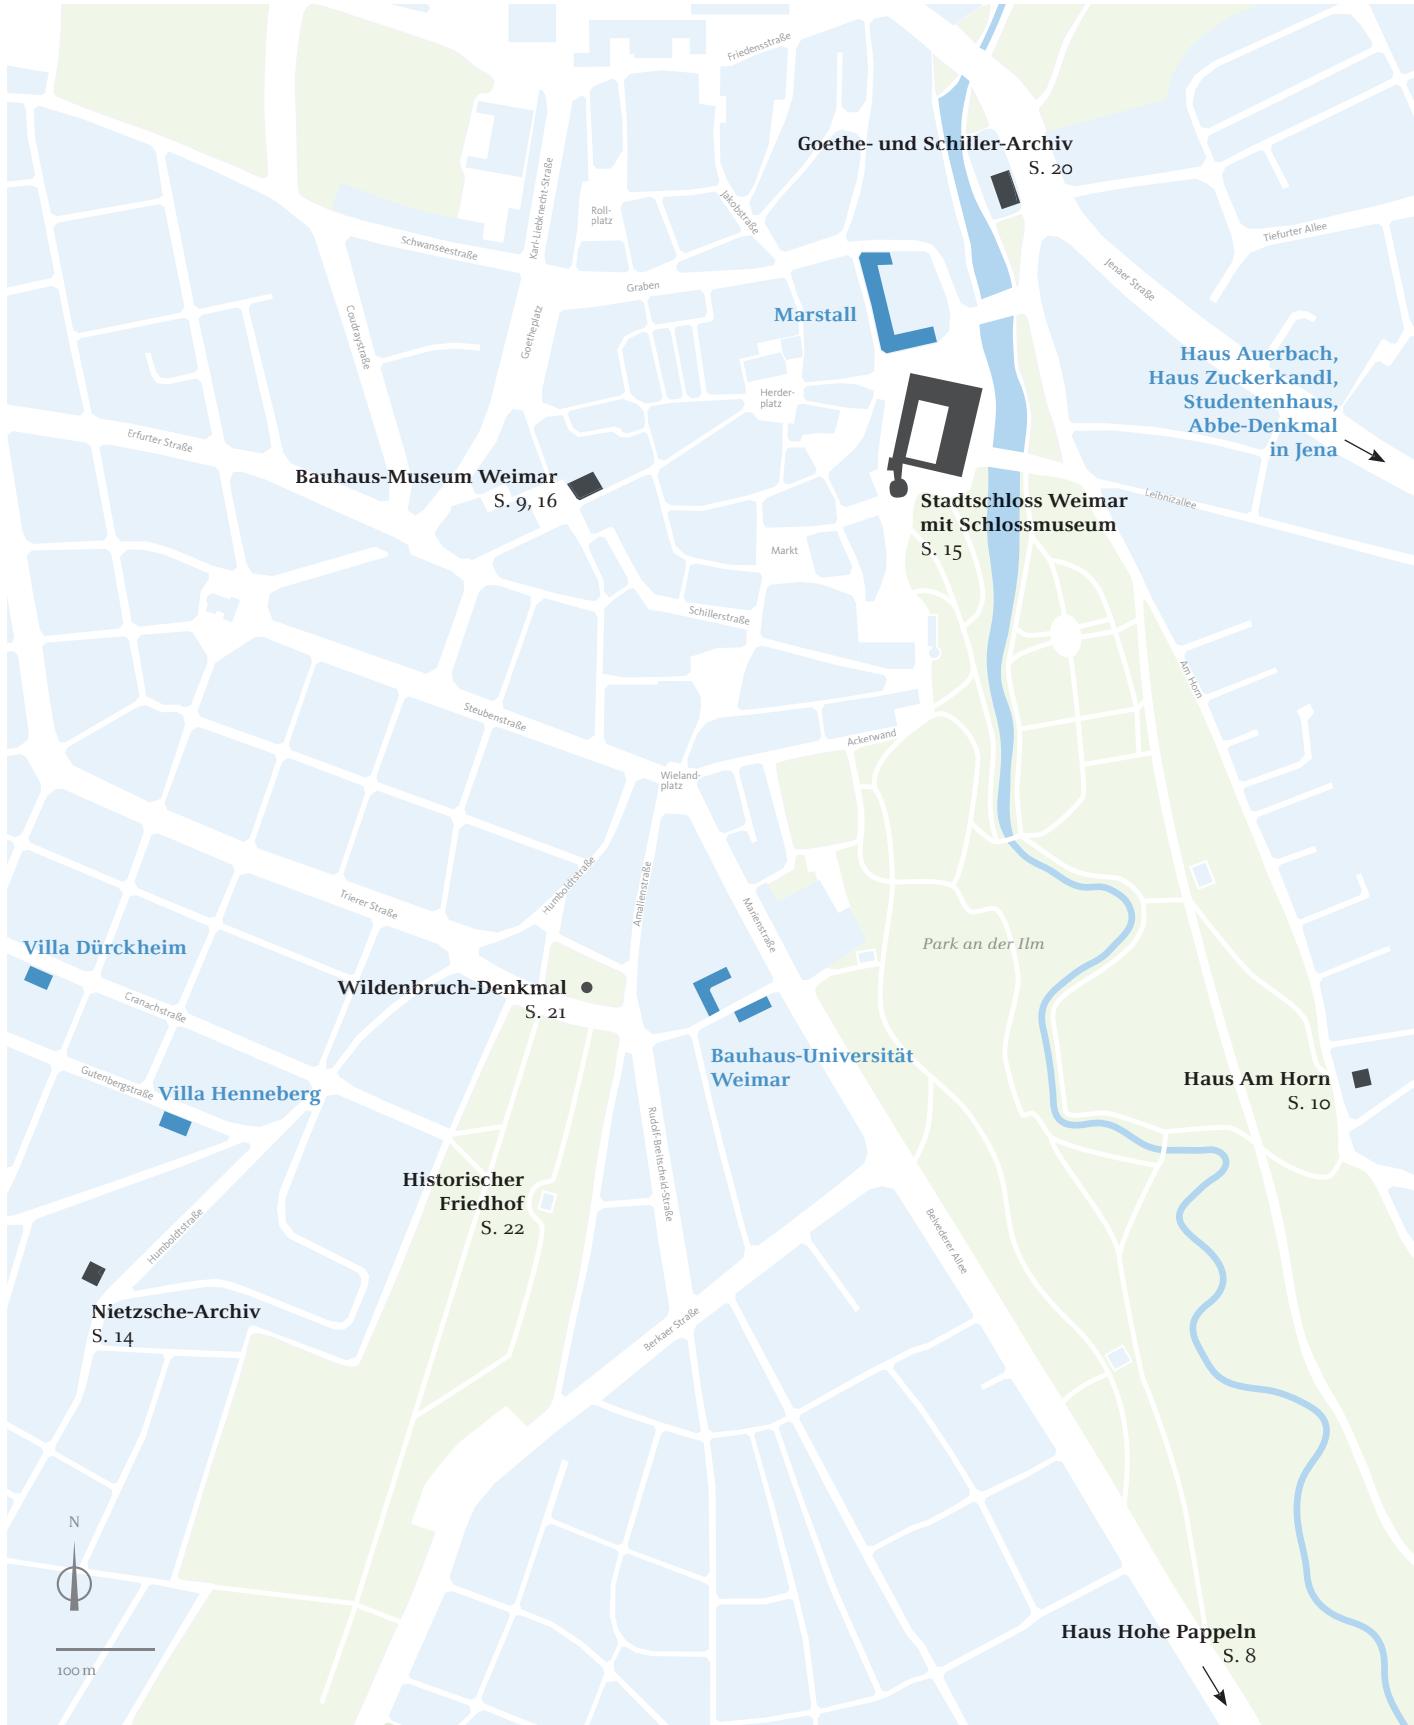 Friedensstraße
Goethe- und Schiller-Archiv
S. 20
Karl-Liebknecht-Straße
Roll-
platz
Jakobstraße
Schwanseestraße
Tiefurter Allee
Jenaer Straße
Graben
Goetheplatz
Coudraystraße
Marstall
Haus Auerbach,
Haus Zuckerkandl,
Studentenhaus,
Abbe-Denkmal
in Jena
Herder-
platz
Erfurter Straße
Bauhaus-Museum Weimar
S. 9, 16
Stadtschloss Weimar
mit Schlossmuseum
S. 15
Leibnizallee
Markt
Schillerstraße
Am Horn
Steubenstraße
Ackerwand
Wieland-
platz
Humboldtstraße
Amalienstraße
Trierer Straße
Marienstraße
Park an der Ilm
Villa Dürckheim
Wildenbruch-Denkmal
S. 21
Cranachstraße
Bauhaus-Universität
Weimar
Gutenbergstraße
Villa Henneberg
Haus Am Horn
S. 10
Rudolf-Breitscheid-Straße
Historischer
Friedhof
S. 22
Humboldtstraße
Belvederer Allee
Nietzsche-Archiv
S. 14
Berkaer Straße
N
100 m
Haus Hohe Pappeln
S. 8